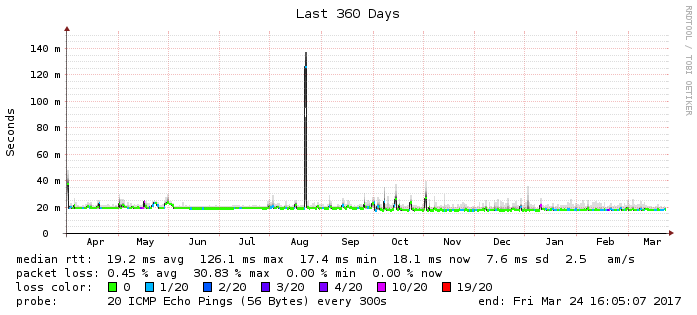 Last 360 Days
RRDTOOL / TOBI OETIKER
Seconds
140 m
120 m
100 m
80 m
60 m
40 m
20 m
0
Apr May Jun Jul Aug Sep Oct Nov Dec Jan Feb Mar
median rtt: 19.2 ms avg 126.1 ms max 17.4 ms min 18.1 ms now 7.6 ms sd 2.5 am/s
packet loss: 0.45 % avg 30.83 % max 0.00 % min 0.00 % now
loss color: 0 1/20 2/20 3/20 4/20 10/20 19/20
probe: 20 ICMP Echo Pings (56 Bytes) every 300s end: Fri Mar 24 16:05:07 2017